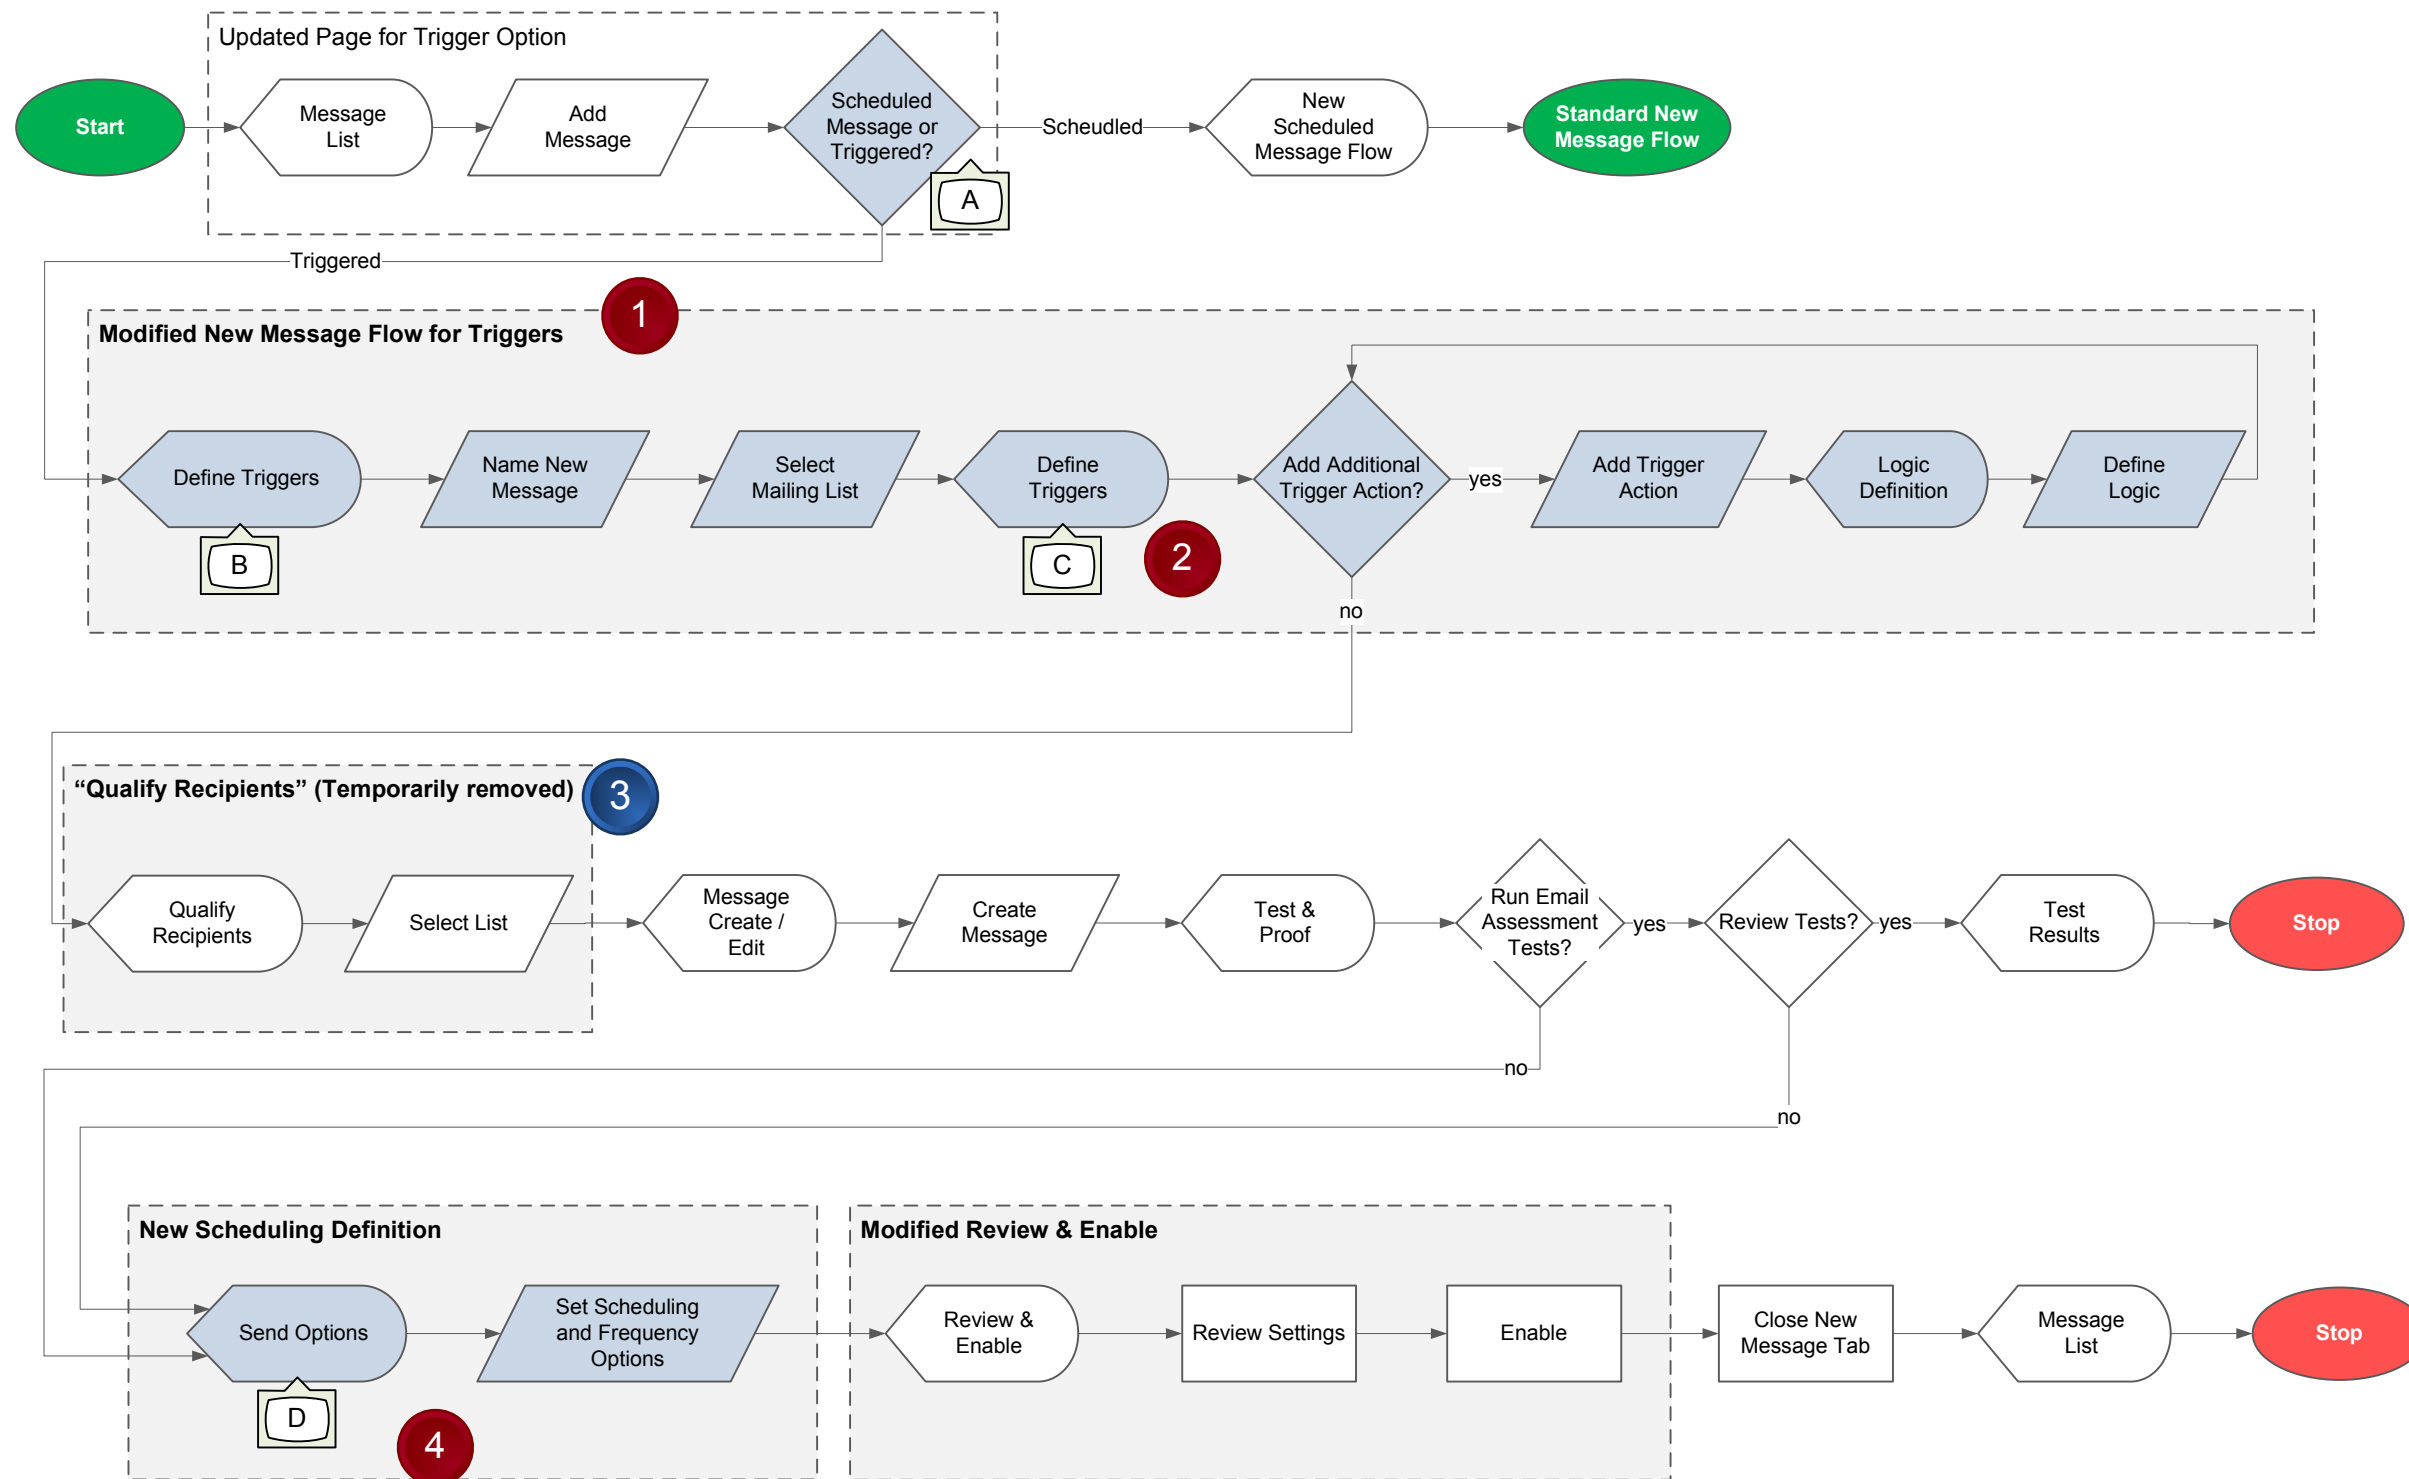 Updated Page for Trigger Option
Start
Message
List
Add
Message
Scheduled
Message or
Triggered?
A
Scheudled
New
Scheduled
Message Flow
Standard New
Message Flow
Triggered
1
Modified New Message Flow for Triggers
Define Triggers
B
Name New
Message
Select
Mailing List
Define
Triggers
C
2
Add Additional
Trigger Action?
yes
Add Trigger
Action
Logic
Definition
Define
Logic
no
“Qualify Recipients” (Temporarily removed)
3
Qualify
Recipients
Select List
Message
Create /
Edit
Create
Message
Test &
Proof
Run Email
Assessment
Tests?
yes
Review Tests?
yes
Test
Results
Stop
no
no
New Scheduling Definition
Send Options
D
4
Set Scheduling
and Frequency
Options
Modified Review & Enable
Review &
Enable
Review Settings
Enable
Close New
Message Tab
Message
List
Stop